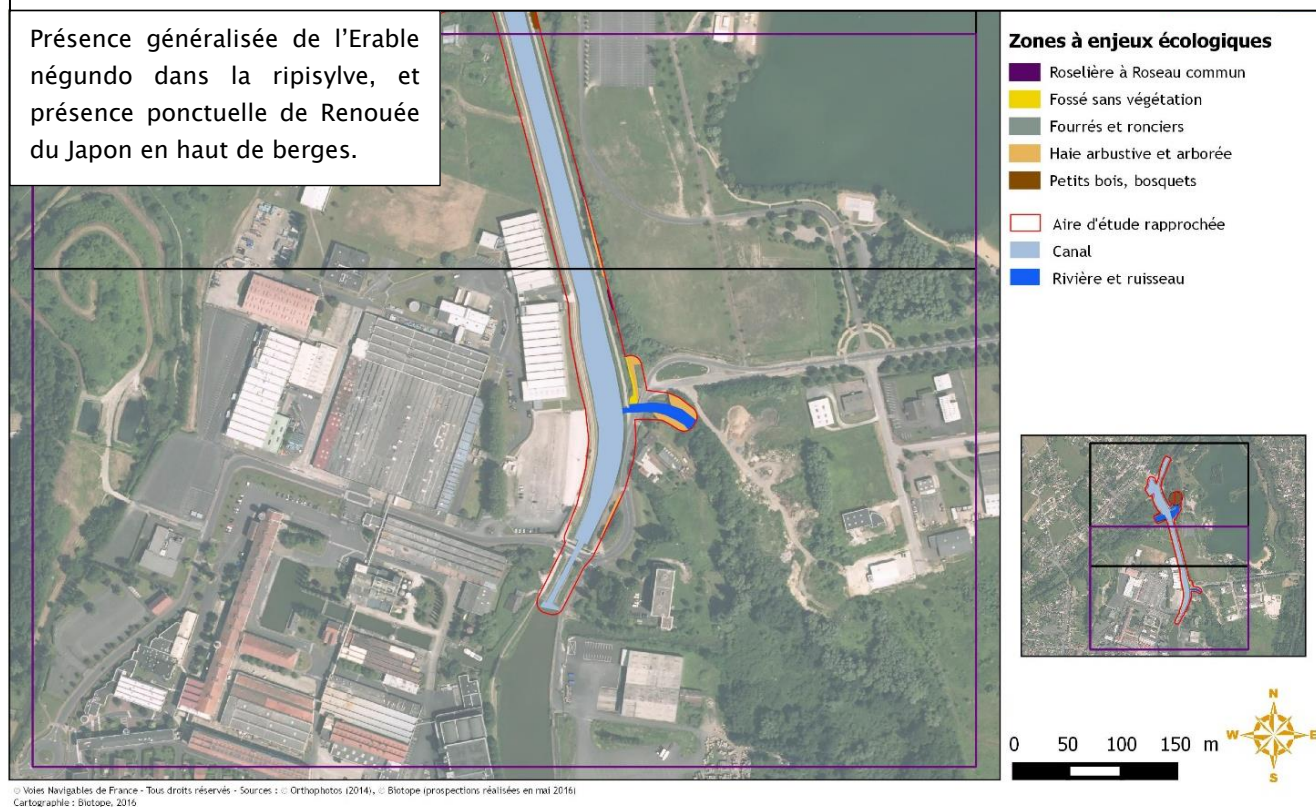 Présence généralisée de l’Erable
négundo dans la ripisylve, et
présence ponctuelle de Renouée
du Japon en haut de berges.
Zones à enjeux écologiques
Roselière à Roseau commun
Fossé sans végétation
Fourrés et ronciers
Haie arbustive et arborée
Petits bois, bosquets
Aire d'étude rapprochée
Canal
Rivière et ruisseau
N
W E
S
0 50 100 150 m
© Voies Navigables de France - Tous droits réservés - Sources : © Orthophotos (2014), © Biotope (prospections réalisées en mai 2016)
Cartographie : Biotope, 2016